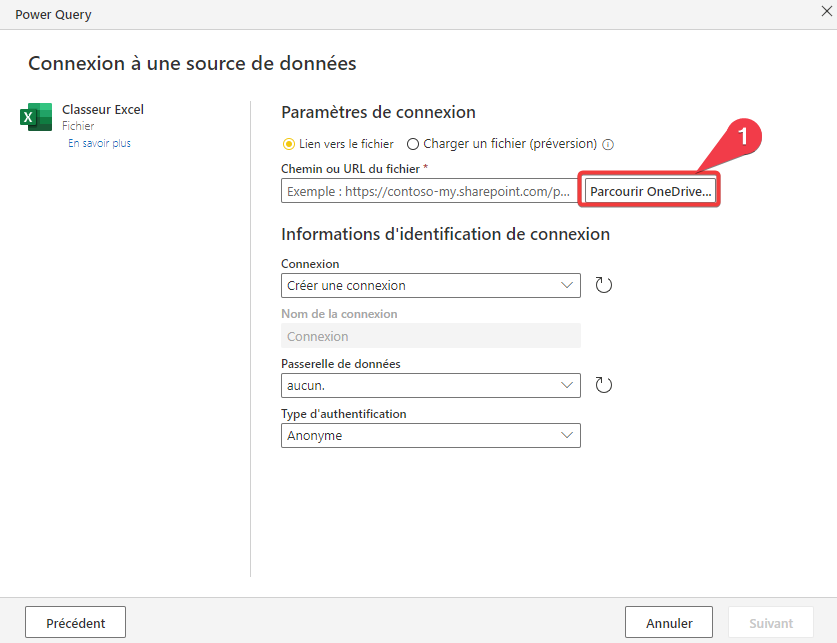 Power Query
Connexion à une source de données
X
Classeur Excel
Fichier
En savoir plus
Paramètres de connexion
Lien vers le fichier
Charger un fichier (préversion)
1
Chemin ou URL du fichier *
Exemple : https://contoso-my.sharepoint.com/p...
Parcourir OneDrive...
Informations d'identification de connexion
Connexion
Créer une connexion
Nom de la connexion
Connexion
Passerelle de données
aucun.
Type d'authentification
Anonyme
Précédent
Annuler
Suivant